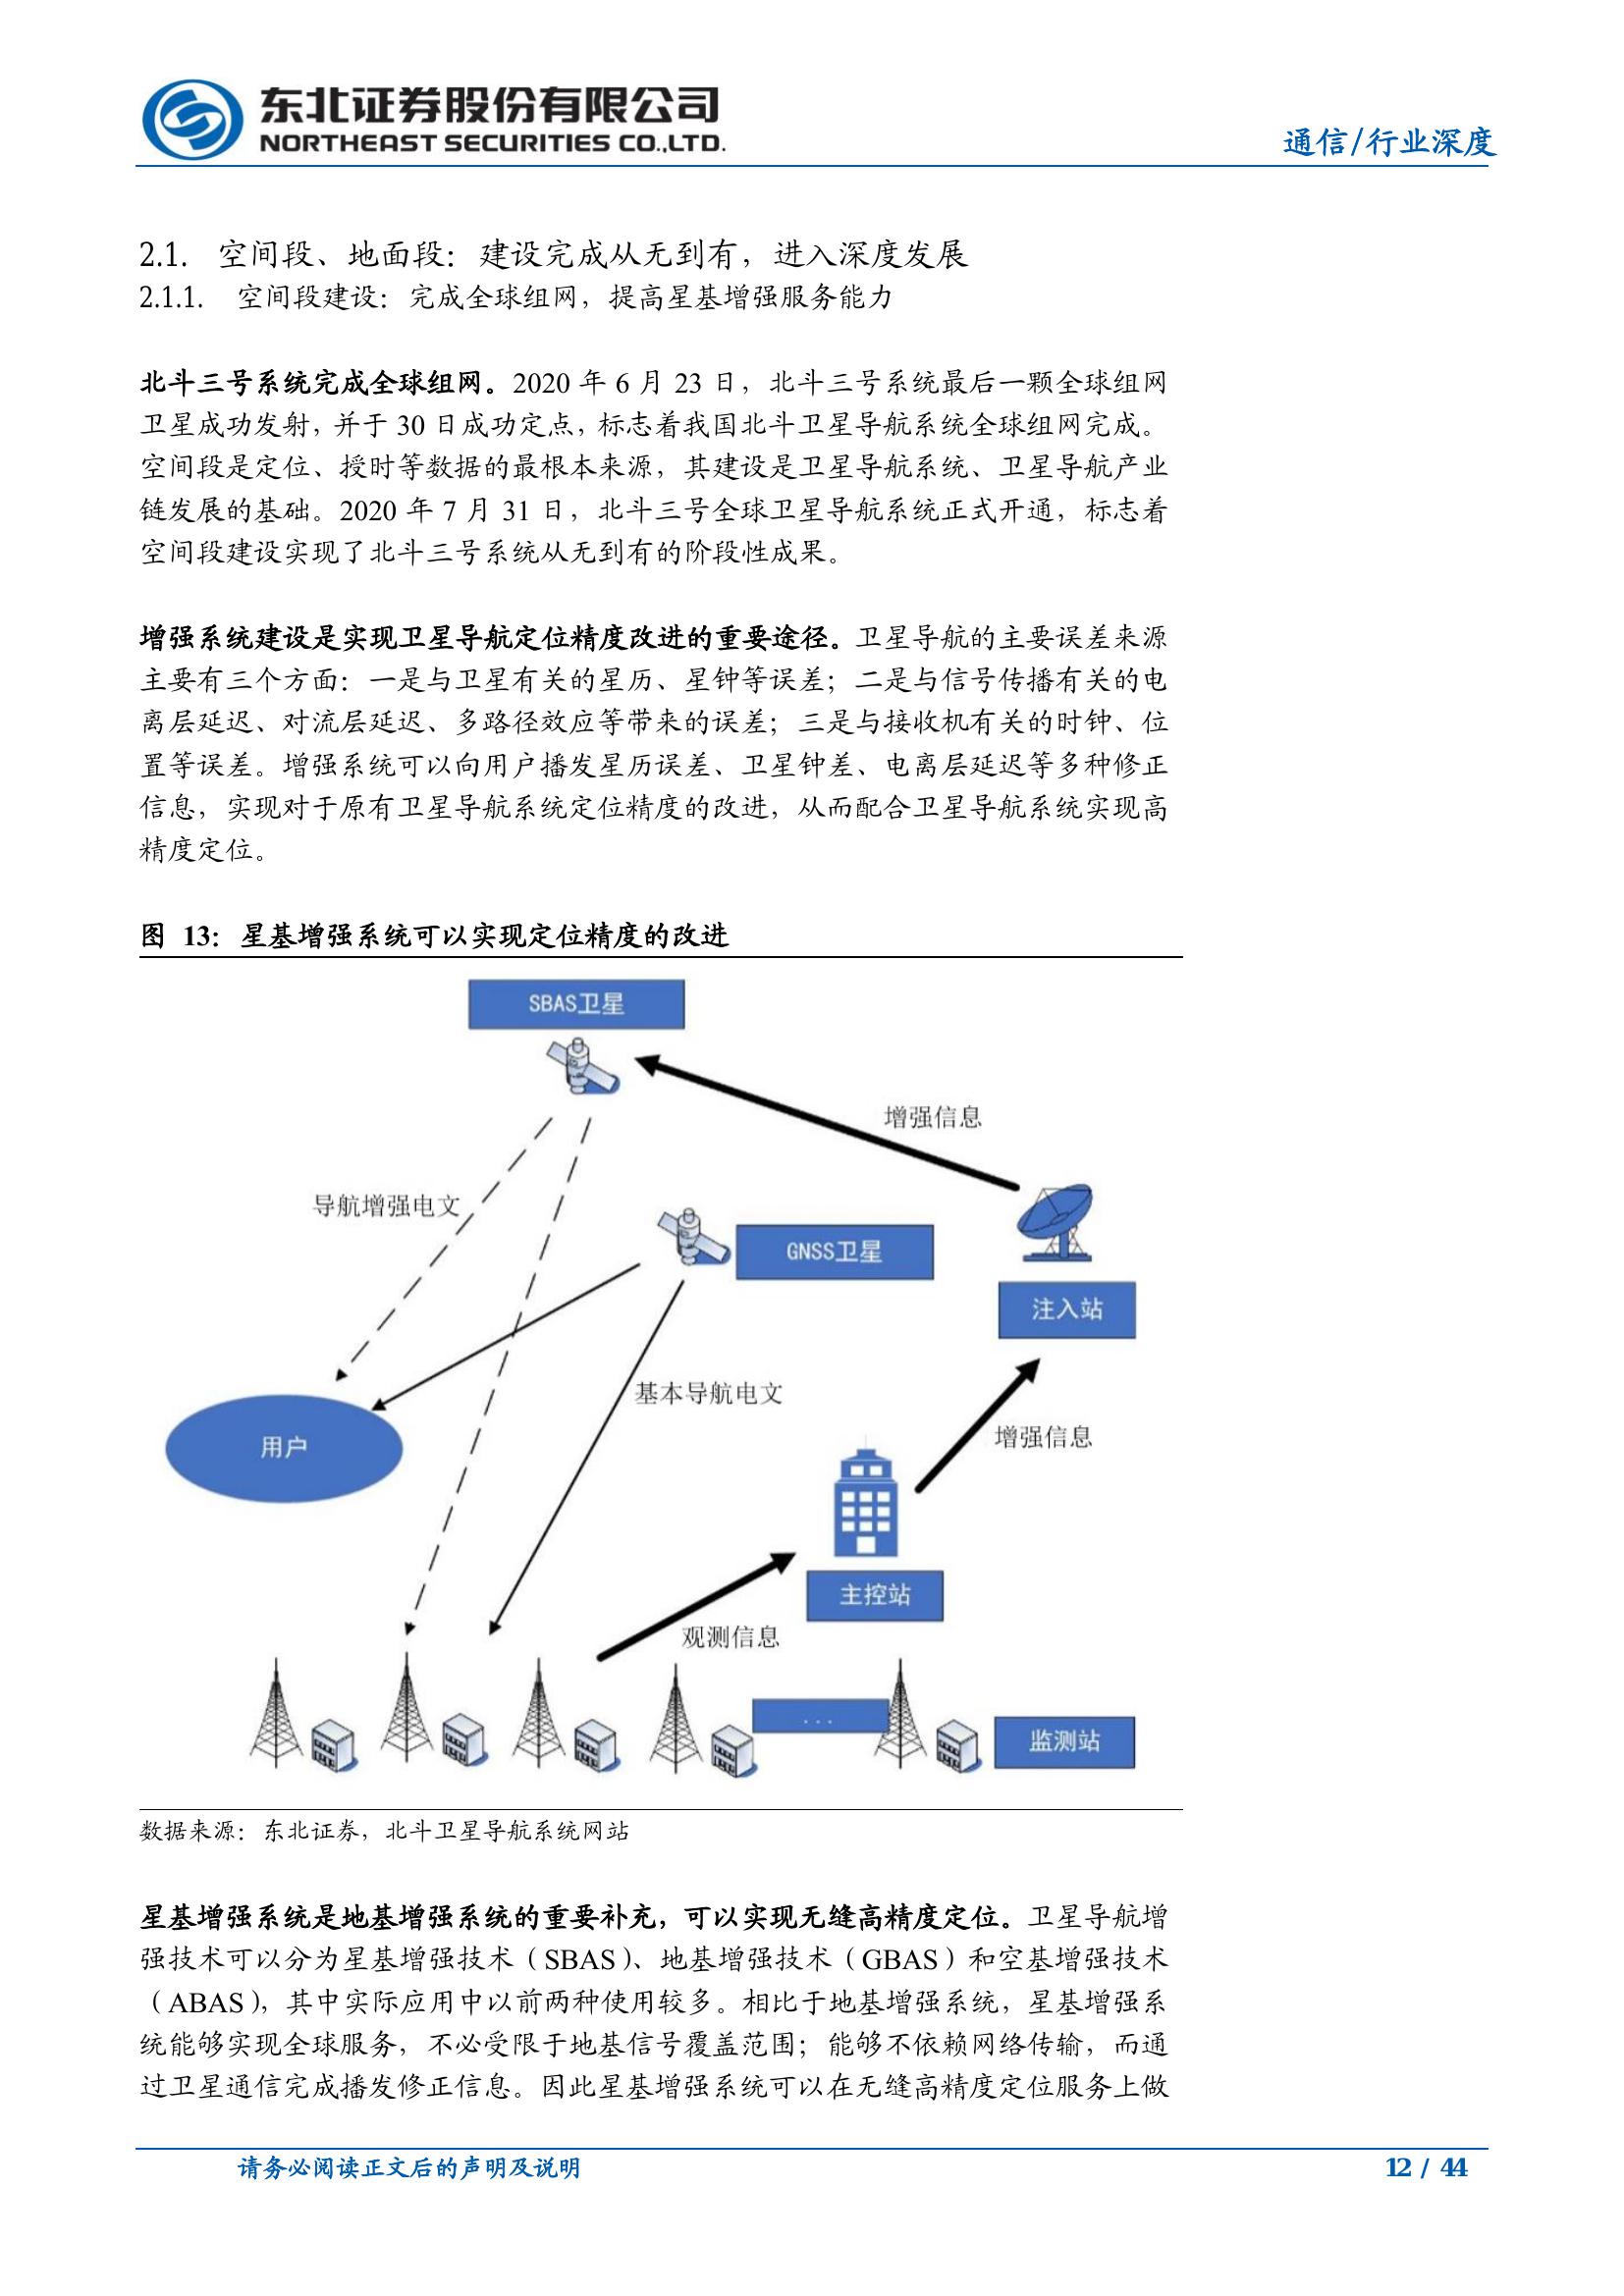 东北证券股份有限公司
NORTHEAST SECURITIES CO.,LTD.
通信/行业深度
2.1. 空间段、地面段：建设完成从无到有，进入深度发展
2.1.1. 空间段建设：完成全球组网，提高星基增强服务能力
北斗三号系统完成全球组网。2020 年 6 月 23 日，北斗三号系统最后一颗全球组网
卫星成功发射，并于 30 日成功定点，标志着我国北斗卫星导航系统全球组网完成。
空间段是定位、授时等数据的最根本来源，其建设是卫星导航系统、卫星导航产业
链发展的基础。2020 年 7 月 31 日，北斗三号全球卫星导航系统正式开通，标志着
空间段建设实现了北斗三号系统从无到有的阶段性成果。
增强系统建设是实现卫星导航定位精度改进的重要途径。卫星导航的主要误差来源
主要有三个方面：一是与卫星有关的星历、星钟等误差；二是与信号传播有关的电
离层延迟、对流层延迟、多路径效应等带来的误差；三是与接收机有关的时钟、位
置等误差。增强系统可以向用户播发星历误差、卫星钟差、电离层延迟等多种修正
信息，实现对于原有卫星导航系统定位精度的改进，从而配合卫星导航系统实现高
精度定位。
图 13：星基增强系统可以实现定位精度的改进
SBAS卫星
增强信息
导航增强电文
GNSS卫星
注入站
基本导航电文
增强信息
用户
主控站
观测信息
...
监测站
数据来源：东北证券，北斗卫星导航系统网站
星基增强系统是地基增强系统的重要补充，可以实现无缝高精度定位。卫星导航增
强技术可以分为星基增强技术（SBAS）、地基增强技术（GBAS）和空基增强技术
（ABAS），其中实际应用中以前两种使用较多。相比于地基增强系统，星基增强系
统能够实现全球服务，不必受限于地基信号覆盖范围；能够不依赖网络传输，而通
过卫星通信完成播发修正信息。因此星基增强系统可以在无缝高精度定位服务上做
请务必阅读正文后的声明及说明
12 / 44